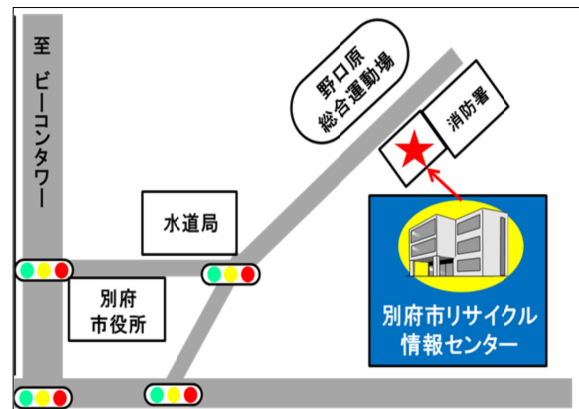 至 ビーコンタワー
野口原
総合運動場
消防署
水道局
別府
市役所
別府市リサイクル
情報センター